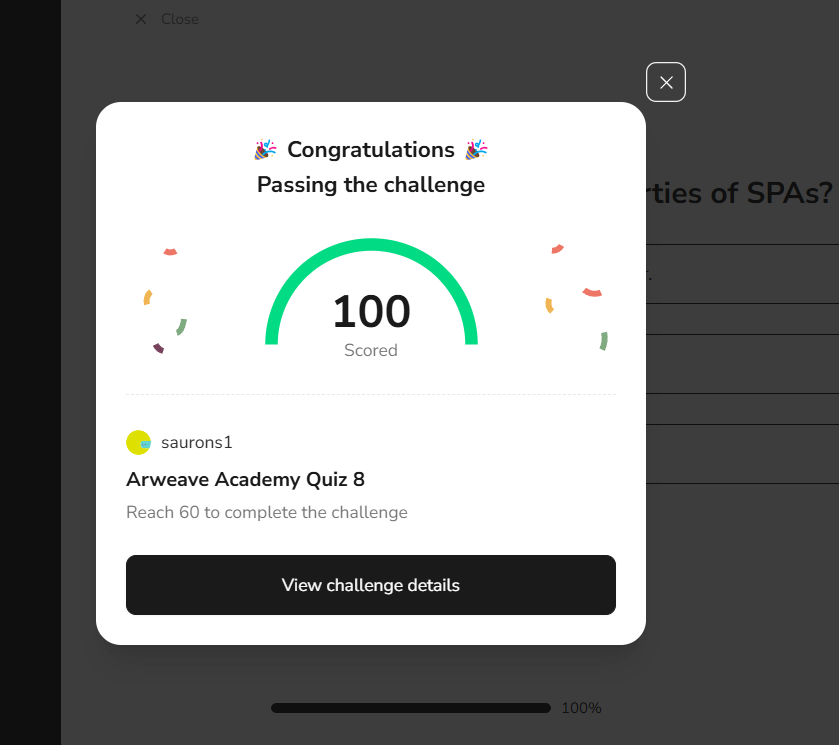 Close
Congratulations
Passing the challenge
rties of SPAs?
100
Scored
saurons1
Arweave Academy Quiz 8
Reach 60 to complete the challenge
View challenge details
100%